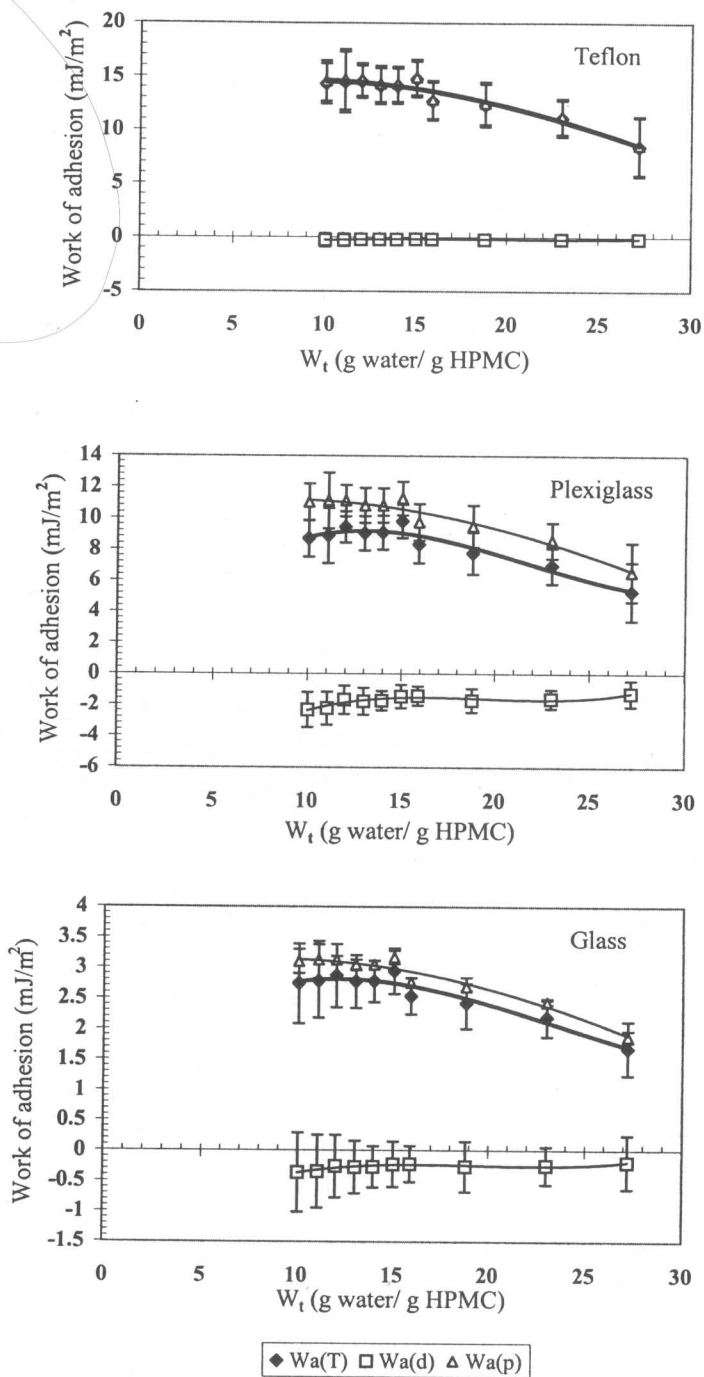 Teflon
Work of adhesion (mJ/m²)
20
15
10
5
0
-5
0 5 10 15 20 25 30
Wt (g water/ g HPMC)
Plexiglass
Work of adhesion (mJ/m²)
14
12
10
8
6
4
2
0
-2
-4
-6
0 5 10 15 20 25 30
Wt (g water/ g HPMC)
Glass
Work of adhesion (mJ/m²)
4
3.5
3
2.5
2
1.5
1
0.5
0
-0.5
-1
-1.5
0 5 10 15 20 25 30
Wt (g water/ g HPMC)
Wa(T) Wa(d) Wa(p)